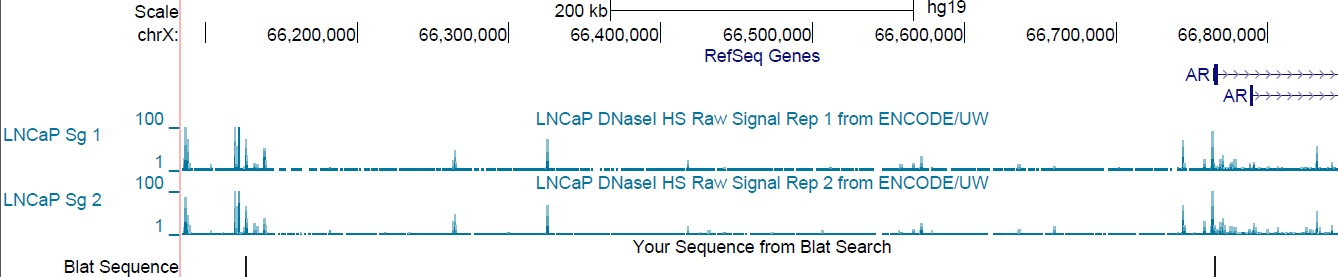 Scale 200 kb hg19
chrX: 66,200,000 66,300,000 66,400,000 66,500,000 66,600,000 66,700,000 66,800,000
RefSeq Genes
AR
AR
LNCaP DNaseI HS Raw Signal Rep 1 from ENCODE/UW
100
LNCaP Sg 1
1
LNCaP DNaseI HS Raw Signal Rep 2 from ENCODE/UW
100
LNCaP Sg 2
1
Your Sequence from Blat Search
Blat Sequence